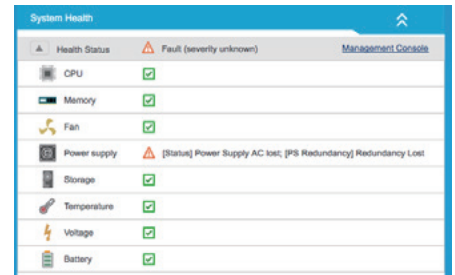 System Health
Health Status Fault (severity unknown) Management Console
CPU
Memory
Fan
Power supply [Status] Power Supply AC lost; [PS Redundancy] Redundancy Lost
Storage
Temperature
Voltage
Battery